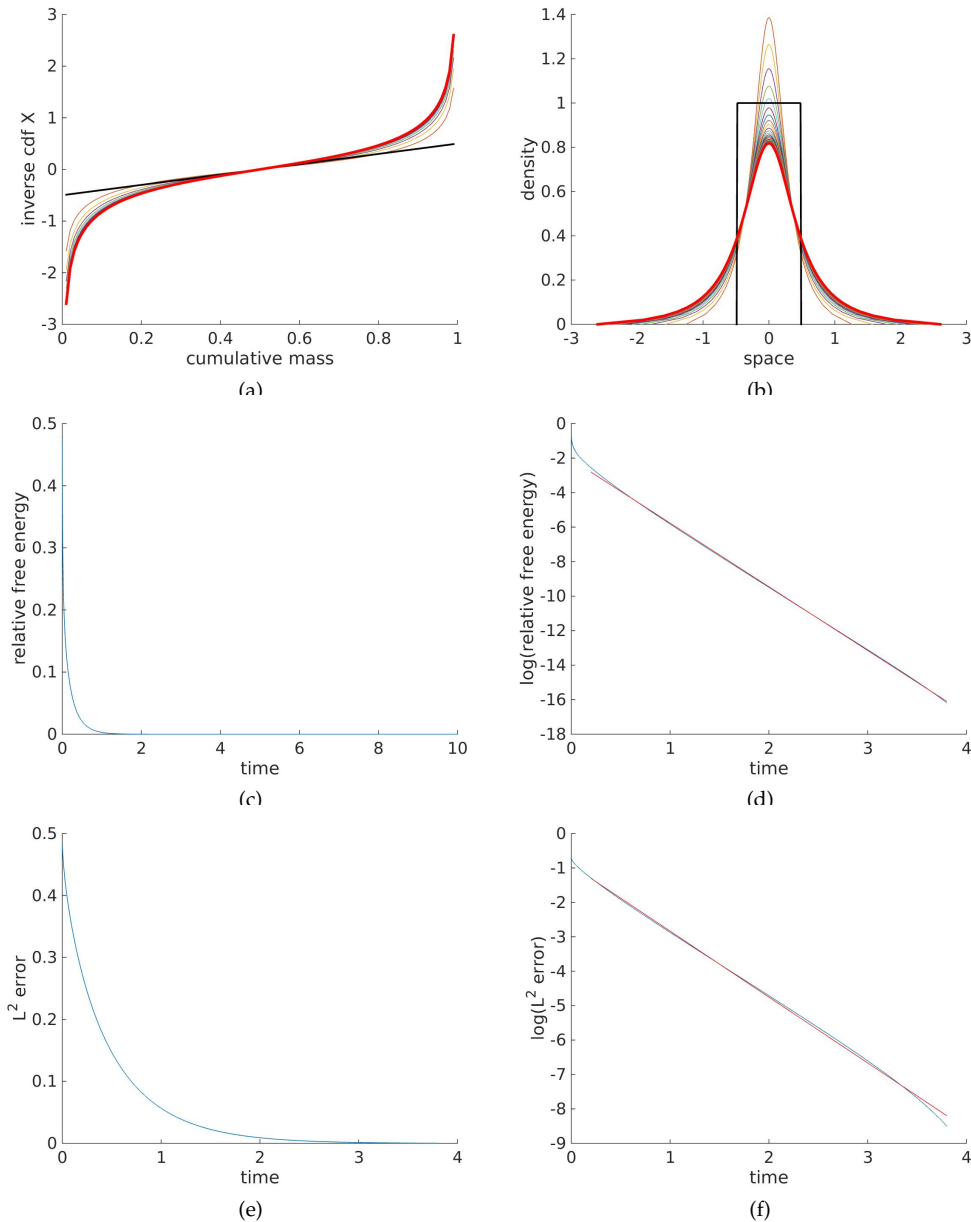 3
2
1
0
-1
-2
-3
inverse cdf X
0 0.2 0.4 0.6 0.8 1
cumulative mass
(a)
1.4
1.2
1
0.8
0.6
0.4
0.2
0
density
-3 -2 -1 0 1 2 3
space
(b)
0.5
0.4
0.3
0.2
0.1
0
relative free energy
0 2 4 6 8 10
time
(c)
0
-2
-4
-6
-8
-10
-12
-14
-16
-18
log(relative free energy)
0 1 2 3 4
time
(d)
0.5
0.4
0.3
0.2
0.1
0
L² error
0 1 2 3 4
time
(e)
0
-1
-2
-3
-4
-5
-6
-7
-8
-9
log(L² error)
0 1 2 3 4
time
(f)